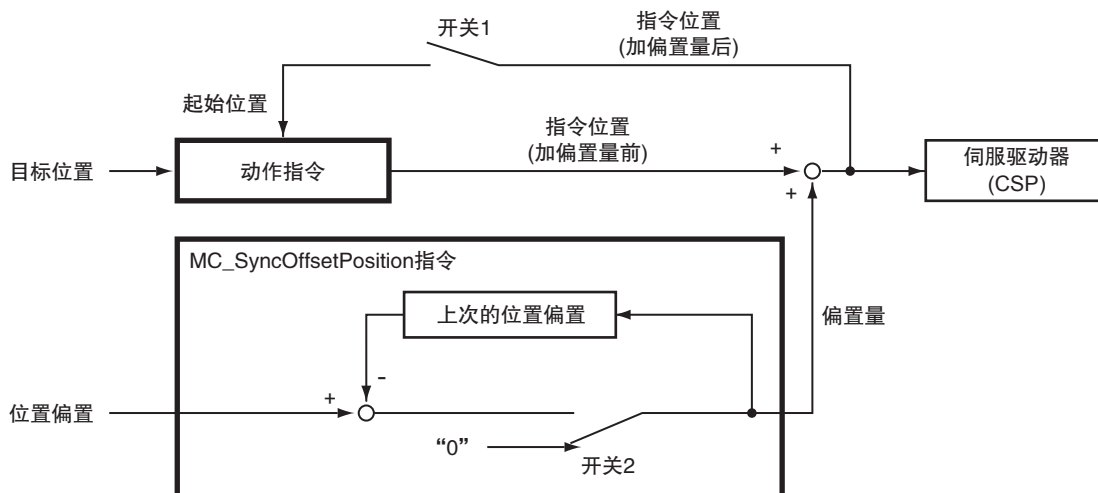 开关1
指令位置
(加偏置量后)
起始位置
指令位置
(加偏置量前)
目标位置
动作指令
+
+
伺服驱动器
(CSP)
MC_SyncOffsetPosition指令
上次的位置偏置
偏置量
-
位置偏置
+
“0”
开关2